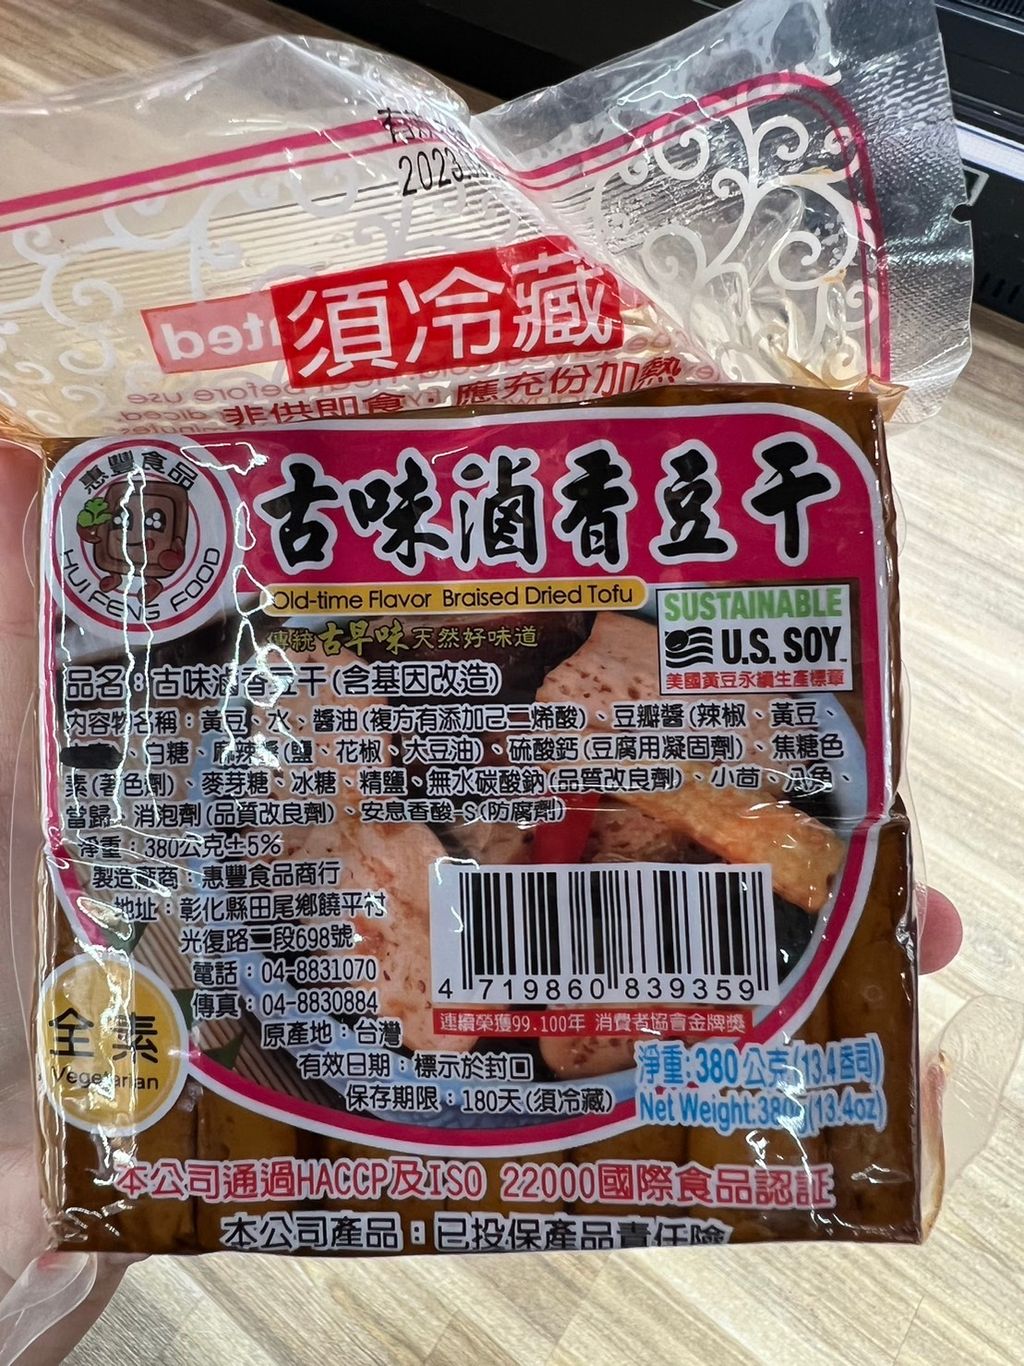 2023.
須冷藏
非供即食，應充份加熱
惠豐食品
HUI FENG FOOD
古味滷香豆干
Old-time Flavor Braised Dried Tofu
傳統古早味天然好味道
SUSTAINABLE
U.S. SOY
美國黃豆永續生產標章
品名：古味滷香豆干(含基因改造)
內容物名稱：黃豆、水、醬油(複方有添加己二烯酸)、豆瓣醬(辣椒、黃豆、
、白糖、麻辣醬(鹽、花椒、大豆油)、硫酸鈣(豆腐用凝固劑)、焦糖色
素(著色劑)、麥芽糖、冰糖、精鹽、無水碳酸鈉(品質改良劑)、小茴、八角、
當歸、消泡劑(品質改良劑)、安息香酸-S(防腐劑)
淨重：380公克±5%
製造廠商：惠豐食品商行
地址：彰化縣田尾鄉饒平村
光復路二段698號
電話：04-8831070
傳真：04-8830884
原產地：台灣
有效日期：標示於封口
保存期限：180天(須冷藏)
4 719860 839359
連續榮獲99.100年 消費者協會金牌獎
全素
Vegetarian
淨重：380公克(13.4盎司)
Net Weight:380g(13.4oz)
本公司通過HACCP及ISO 22000國際食品認証
本公司產品：已投保產品責任險